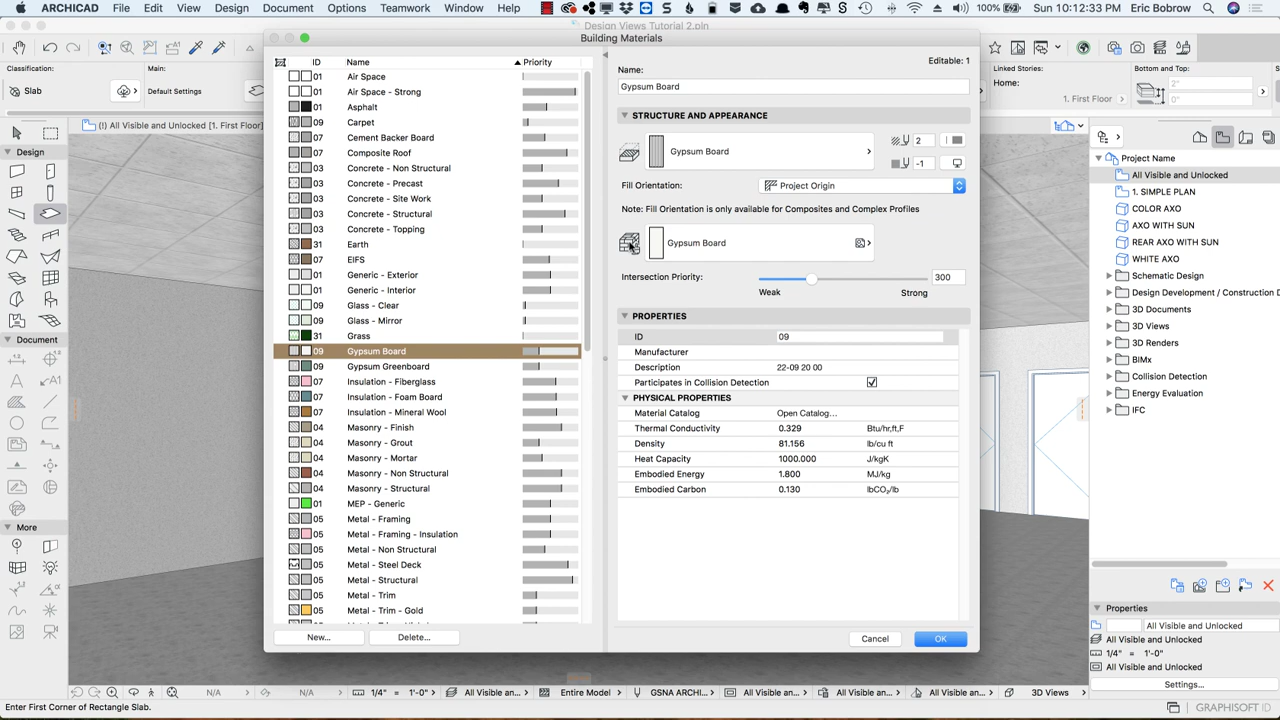 ARCHICAD File Edit View Design Document Options Teamwork Window Help 100% Sun 10:12:33 PM Eric Bobrow
Design Views Tutorial 2.pln
Building Materials
Classification:
Slab
Main:
Default Settings
Linked Stories:
Home:
1. First Floor
Bottom and Top:
2"
0"
(!) All Visible and Unlocked [1. First Floor]
Design
Document
More
ID Name Priority
01 Air Space
01 Air Space - Strong
01 Asphalt
09 Carpet
07 Cement Backer Board
07 Composite Roof
03 Concrete - Non Structural
03 Concrete - Precast
03 Concrete - Site Work
03 Concrete - Structural
03 Concrete - Topping
31 Earth
07 EIFS
01 Generic - Exterior
01 Generic - Interior
09 Glass - Clear
09 Glass - Mirror
31 Grass
09 Gypsum Board
09 Gypsum Greenboard
07 Insulation - Fiberglass
07 Insulation - Foam Board
07 Insulation - Mineral Wool
04 Masonry - Finish
04 Masonry - Grout
04 Masonry - Mortar
04 Masonry - Non Structural
04 Masonry - Structural
01 MEP - Generic
05 Metal - Framing
05 Metal - Framing - Insulation
05 Metal - Non Structural
05 Metal - Steel Deck
05 Metal - Structural
05 Metal - Trim
05 Metal - Trim - Gold
New...
Delete...
Editable: 1
Name:
Gypsum Board
STRUCTURE AND APPEARANCE
Gypsum Board
2
-1
Fill Orientation:
Project Origin
Note: Fill Orientation is only available for Composites and Complex Profiles
Gypsum Board
Intersection Priority:
300
Weak
Strong
PROPERTIES
ID 09
Manufacturer
Description 22-09 20 00
Participates in Collision Detection
PHYSICAL PROPERTIES
Material Catalog Open Catalog...
Thermal Conductivity 0.329 Btu/hr,ft,F
Density 81.156 lb/cu ft
Heat Capacity 1000.000 J/kgK
Embodied Energy 1.800 MJ/kg
Embodied Carbon 0.130 lbCO₂/lb
Cancel
OK
Project Name
All Visible and Unlocked
1. SIMPLE PLAN
COLOR AXO
AXO WITH SUN
REAR AXO WITH SUN
WHITE AXO
Schematic Design
Design Development / Construction D
3D Documents
3D Views
3D Renders
BIMx
Collision Detection
Energy Evaluation
IFC
Properties
All Visible and Unlocked
All Visible and Unlocked
1/4" = 1'-0"
All Visible and Unlocked
Settings...
N/A N/A 1/4" = 1'-0" All Visible an... Entire Model GSNA ARCHI... All Visible an... All Visible an... All Visible an... 3D Views
Enter First Corner of Rectangle Slab.
GRAPHISOFT ID